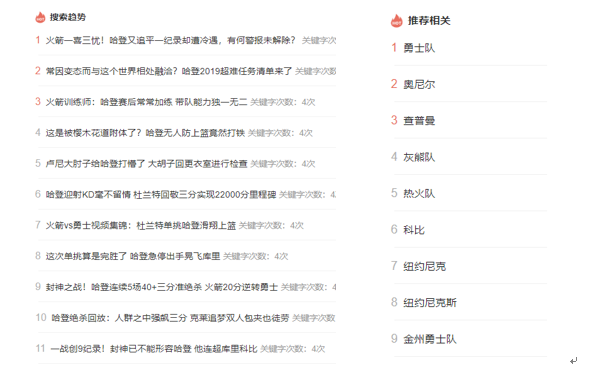 搜索趋势
1 火箭一喜三忧！哈登又追平一纪录却遭冷遇，有何警报未解除？ 关键字次
2 常因变态而与这个世界相处融洽？哈登2019超难任务清单来了 关键字次数
3 火箭训练师：哈登赛后常常加练 带队能力独一无二 关键字次数：4次
4 这是被樱木花道附体了？哈登无人防上篮竟然打铁 关键字次数：4次
5 卢尼大肘子给哈登打懵了 大胡子回更衣室进行检查 关键字次数：4次
6 哈登迎射KD毫不留情 杜兰特回敬三分实现22000分里程碑 关键字次数：4
7 火箭vs勇士视频集锦：杜兰特单挑哈登滑翔上篮 关键字次数：4次
8 这次单挑算是完胜了 哈登急停出手晃飞库里 关键字次数：4次
9 封神之战！哈登连续5场40+三分准绝杀 火箭20分逆转勇士 关键字次数：4
10 哈登绝杀回放：人群之中强飙三分 克莱追梦双人包夹也徒劳 关键字次数
11 一战创9纪录！封神已不能形容哈登 他连超库里科比 关键字次数：4次
推荐相关
1 勇士队
2 奥尼尔
3 查普曼
4 灰熊队
5 热火队
6 科比
7 纽约尼克
8 纽约尼克斯
9 金州勇士队